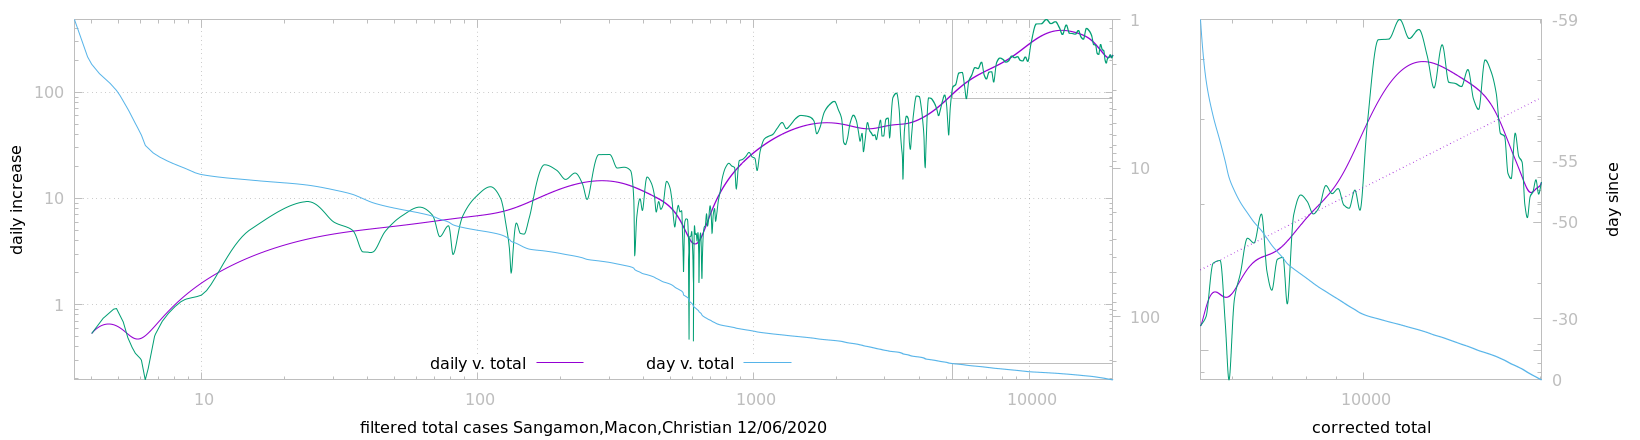 1
-59
100
daily increase
10
-55
day since
10
-50
1
100
-30
daily v. total
day v. total
0
10
100
1000
10000
10000
filtered total cases Sangamon,Macon,Christian 12/06/2020
corrected total